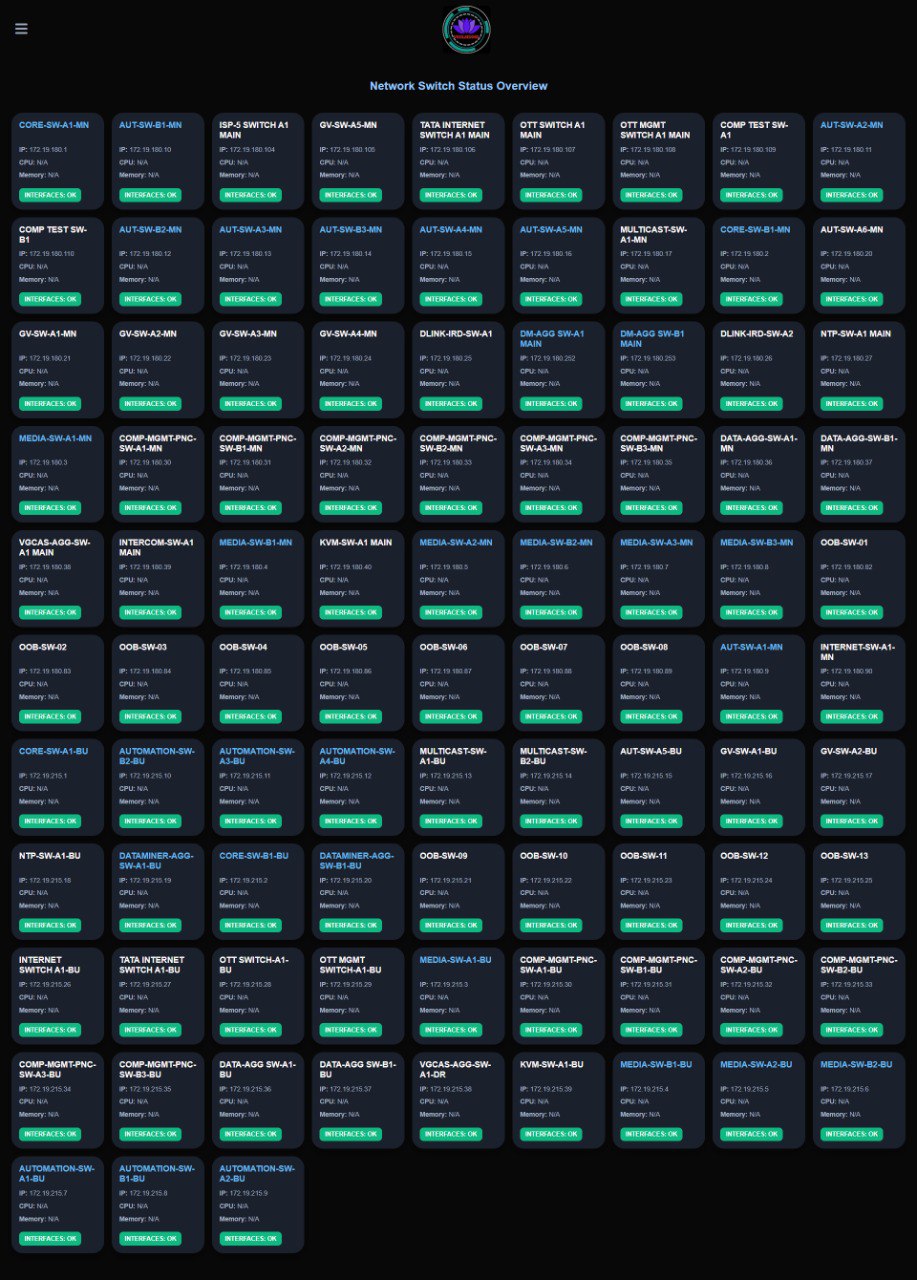 Network Switch Status Overview
CORE-SW-A1-MN
IP: 172.19.180.1
CPU: N/A
Memory: N/A
INTERFACES: OK
AUT-SW-B1-MN
IP: 172.19.180.10
CPU: N/A
Memory: N/A
INTERFACES: OK
ISP-5 SWITCH A1
MAIN
IP: 172.19.180.104
CPU: N/A
Memory: N/A
INTERFACES: OK
GV-SW-A5-MN
IP: 172.19.180.105
CPU: N/A
Memory: N/A
INTERFACES: OK
TATA INTERNET
SWITCH A1 MAIN
IP: 172.19.180.106
CPU: N/A
Memory: N/A
INTERFACES: OK
OTT SWITCH A1
MAIN
IP: 172.19.180.107
CPU: N/A
Memory: N/A
INTERFACES: OK
OTT MGMT
SWITCH A1 MAIN
IP: 172.19.180.108
CPU: N/A
Memory: N/A
INTERFACES: OK
COMP TEST SW-
A1
IP: 172.19.180.109
CPU: N/A
Memory: N/A
INTERFACES: OK
AUT-SW-A2-MN
IP: 172.19.180.11
CPU: N/A
Memory: N/A
INTERFACES: OK
COMP TEST SW-
B1
IP: 172.19.180.110
CPU: N/A
Memory: N/A
INTERFACES: OK
AUT-SW-B2-MN
IP: 172.19.180.12
CPU: N/A
Memory: N/A
INTERFACES: OK
AUT-SW-A3-MN
IP: 172.19.180.13
CPU: N/A
Memory: N/A
INTERFACES: OK
AUT-SW-B3-MN
IP: 172.19.180.14
CPU: N/A
Memory: N/A
INTERFACES: OK
AUT-SW-A4-MN
IP: 172.19.180.15
CPU: N/A
Memory: N/A
INTERFACES: OK
AUT-SW-A5-MN
IP: 172.19.180.16
CPU: N/A
Memory: N/A
INTERFACES: OK
MULTICAST-SW-
A1-MN
IP: 172.19.180.17
CPU: N/A
Memory: N/A
INTERFACES: OK
CORE-SW-B1-MN
IP: 172.19.180.2
CPU: N/A
Memory: N/A
INTERFACES: OK
AUT-SW-A6-MN
IP: 172.19.180.20
CPU: N/A
Memory: N/A
INTERFACES: OK
GV-SW-A1-MN
IP: 172.19.180.21
CPU: N/A
Memory: N/A
INTERFACES: OK
GV-SW-A2-MN
IP: 172.19.180.22
CPU: N/A
Memory: N/A
INTERFACES: OK
GV-SW-A3-MN
IP: 172.19.180.23
CPU: N/A
Memory: N/A
INTERFACES: OK
GV-SW-A4-MN
IP: 172.19.180.24
CPU: N/A
Memory: N/A
INTERFACES: OK
DLINK-IRD-SW-A1
IP: 172.19.180.25
CPU: N/A
Memory: N/A
INTERFACES: OK
DM-AGG SW-A1
MAIN
IP: 172.19.180.252
CPU: N/A
Memory: N/A
INTERFACES: OK
DM-AGG SW-B1
MAIN
IP: 172.19.180.253
CPU: N/A
Memory: N/A
INTERFACES: OK
DLINK-IRD-SW-A2
IP: 172.19.180.26
CPU: N/A
Memory: N/A
INTERFACES: OK
NTP-SW-A1 MAIN
IP: 172.19.180.27
CPU: N/A
Memory: N/A
INTERFACES: OK
MEDIA-SW-A1-MN
IP: 172.19.180.3
CPU: N/A
Memory: N/A
INTERFACES: OK
COMP-MGMT-PNC-
SW-A1-MN
IP: 172.19.180.30
CPU: N/A
Memory: N/A
INTERFACES: OK
COMP-MGMT-PNC-
SW-B1-MN
IP: 172.19.180.31
CPU: N/A
Memory: N/A
INTERFACES: OK
COMP-MGMT-PNC-
SW-A2-MN
IP: 172.19.180.32
CPU: N/A
Memory: N/A
INTERFACES: OK
COMP-MGMT-PNC-
SW-B2-MN
IP: 172.19.180.33
CPU: N/A
Memory: N/A
INTERFACES: OK
COMP-MGMT-PNC-
SW-A3-MN
IP: 172.19.180.34
CPU: N/A
Memory: N/A
INTERFACES: OK
COMP-MGMT-PNC-
SW-B3-MN
IP: 172.19.180.35
CPU: N/A
Memory: N/A
INTERFACES: OK
DATA-AGG-SW-A1-
MN
IP: 172.19.180.36
CPU: N/A
Memory: N/A
INTERFACES: OK
DATA-AGG-SW-B1-
MN
IP: 172.19.180.37
CPU: N/A
Memory: N/A
INTERFACES: OK
VGCAS-AGG-SW-
A1 MAIN
IP: 172.19.180.38
CPU: N/A
Memory: N/A
INTERFACES: OK
INTERCOM-SW-A1
MAIN
IP: 172.19.180.39
CPU: N/A
Memory: N/A
INTERFACES: OK
MEDIA-SW-B1-MN
IP: 172.19.180.4
CPU: N/A
Memory: N/A
INTERFACES: OK
KVM-SW-A1 MAIN
IP: 172.19.180.40
CPU: N/A
Memory: N/A
INTERFACES: OK
MEDIA-SW-A2-MN
IP: 172.19.180.5
CPU: N/A
Memory: N/A
INTERFACES: OK
MEDIA-SW-B2-MN
IP: 172.19.180.6
CPU: N/A
Memory: N/A
INTERFACES: OK
MEDIA-SW-A3-MN
IP: 172.19.180.7
CPU: N/A
Memory: N/A
INTERFACES: OK
MEDIA-SW-B3-MN
IP: 172.19.180.8
CPU: N/A
Memory: N/A
INTERFACES: OK
OOB-SW-01
IP: 172.19.180.82
CPU: N/A
Memory: N/A
INTERFACES: OK
OOB-SW-02
IP: 172.19.180.83
CPU: N/A
Memory: N/A
INTERFACES: OK
OOB-SW-03
IP: 172.19.180.84
CPU: N/A
Memory: N/A
INTERFACES: OK
OOB-SW-04
IP: 172.19.180.85
CPU: N/A
Memory: N/A
INTERFACES: OK
OOB-SW-05
IP: 172.19.180.86
CPU: N/A
Memory: N/A
INTERFACES: OK
OOB-SW-06
IP: 172.19.180.87
CPU: N/A
Memory: N/A
INTERFACES: OK
OOB-SW-07
IP: 172.19.180.88
CPU: N/A
Memory: N/A
INTERFACES: OK
OOB-SW-08
IP: 172.19.180.89
CPU: N/A
Memory: N/A
INTERFACES: OK
AUT-SW-A1-MN
IP: 172.19.180.9
CPU: N/A
Memory: N/A
INTERFACES: OK
INTERNET-SW-A1-
MN
IP: 172.19.180.90
CPU: N/A
Memory: N/A
INTERFACES: OK
CORE-SW-A1-BU
IP: 172.19.215.1
CPU: N/A
Memory: N/A
INTERFACES: OK
AUTOMATION-SW-
B2-BU
IP: 172.19.215.10
CPU: N/A
Memory: N/A
INTERFACES: OK
AUTOMATION-SW-
A3-BU
IP: 172.19.215.11
CPU: N/A
Memory: N/A
INTERFACES: OK
AUTOMATION-SW-
A4-BU
IP: 172.19.215.12
CPU: N/A
Memory: N/A
INTERFACES: OK
MULTICAST-SW-
A1-BU
IP: 172.19.215.13
CPU: N/A
Memory: N/A
INTERFACES: OK
MULTICAST-SW-
B2-BU
IP: 172.19.215.14
CPU: N/A
Memory: N/A
INTERFACES: OK
AUT-SW-A5-BU
IP: 172.19.215.15
CPU: N/A
Memory: N/A
INTERFACES: OK
GV-SW-A1-BU
IP: 172.19.215.16
CPU: N/A
Memory: N/A
INTERFACES: OK
GV-SW-A2-BU
IP: 172.19.215.17
CPU: N/A
Memory: N/A
INTERFACES: OK
NTP-SW-A1-BU
IP: 172.19.215.18
CPU: N/A
Memory: N/A
INTERFACES: OK
DATAMINER-AGG-
SW-A1-BU
IP: 172.19.215.19
CPU: N/A
Memory: N/A
INTERFACES: OK
CORE-SW-B1-BU
IP: 172.19.215.2
CPU: N/A
Memory: N/A
INTERFACES: OK
DATAMINER-AGG-
SW-B1-BU
IP: 172.19.215.20
CPU: N/A
Memory: N/A
INTERFACES: OK
OOB-SW-09
IP: 172.19.215.21
CPU: N/A
Memory: N/A
INTERFACES: OK
OOB-SW-10
IP: 172.19.215.22
CPU: N/A
Memory: N/A
INTERFACES: OK
OOB-SW-11
IP: 172.19.215.23
CPU: N/A
Memory: N/A
INTERFACES: OK
OOB-SW-12
IP: 172.19.215.24
CPU: N/A
Memory: N/A
INTERFACES: OK
OOB-SW-13
IP: 172.19.215.25
CPU: N/A
Memory: N/A
INTERFACES: OK
INTERNET
SWITCH A1-BU
IP: 172.19.215.26
CPU: N/A
Memory: N/A
INTERFACES: OK
TATA INTERNET
SWITCH A1-BU
IP: 172.19.215.27
CPU: N/A
Memory: N/A
INTERFACES: OK
OTT SWITCH-A1-
BU
IP: 172.19.215.28
CPU: N/A
Memory: N/A
INTERFACES: OK
OTT MGMT
SWITCH-A1-BU
IP: 172.19.215.29
CPU: N/A
Memory: N/A
INTERFACES: OK
MEDIA-SW-A1-BU
IP: 172.19.215.3
CPU: N/A
Memory: N/A
INTERFACES: OK
COMP-MGMT-PNC-
SW-A1-BU
IP: 172.19.215.30
CPU: N/A
Memory: N/A
INTERFACES: OK
COMP-MGMT-PNC-
SW-B1-BU
IP: 172.19.215.31
CPU: N/A
Memory: N/A
INTERFACES: OK
COMP-MGMT-PNC-
SW-A2-BU
IP: 172.19.215.32
CPU: N/A
Memory: N/A
INTERFACES: OK
COMP-MGMT-PNC-
SW-B2-BU
IP: 172.19.215.33
CPU: N/A
Memory: N/A
INTERFACES: OK
COMP-MGMT-PNC-
SW-A3-BU
IP: 172.19.215.34
CPU: N/A
Memory: N/A
INTERFACES: OK
COMP-MGMT-PNC-
SW-B3-BU
IP: 172.19.215.35
CPU: N/A
Memory: N/A
INTERFACES: OK
DATA-AGG SW-A1-
BU
IP: 172.19.215.36
CPU: N/A
Memory: N/A
INTERFACES: OK
DATA-AGG SW-B1-
BU
IP: 172.19.215.37
CPU: N/A
Memory: N/A
INTERFACES: OK
VGCAS-AGG-SW-
A1-DR
IP: 172.19.215.38
CPU: N/A
Memory: N/A
INTERFACES: OK
KVM-SW-A1-BU
IP: 172.19.215.39
CPU: N/A
Memory: N/A
INTERFACES: OK
MEDIA-SW-B1-BU
IP: 172.19.215.4
CPU: N/A
Memory: N/A
INTERFACES: OK
MEDIA-SW-A2-BU
IP: 172.19.215.5
CPU: N/A
Memory: N/A
INTERFACES: OK
MEDIA-SW-B2-BU
IP: 172.19.215.6
CPU: N/A
Memory: N/A
INTERFACES: OK
AUTOMATION-SW-
A1-BU
IP: 172.19.215.7
CPU: N/A
Memory: N/A
INTERFACES: OK
AUTOMATION-SW-
B1-BU
IP: 172.19.215.8
CPU: N/A
Memory: N/A
INTERFACES: OK
AUTOMATION-SW-
A2-BU
IP: 172.19.215.9
CPU: N/A
Memory: N/A
INTERFACES: OK